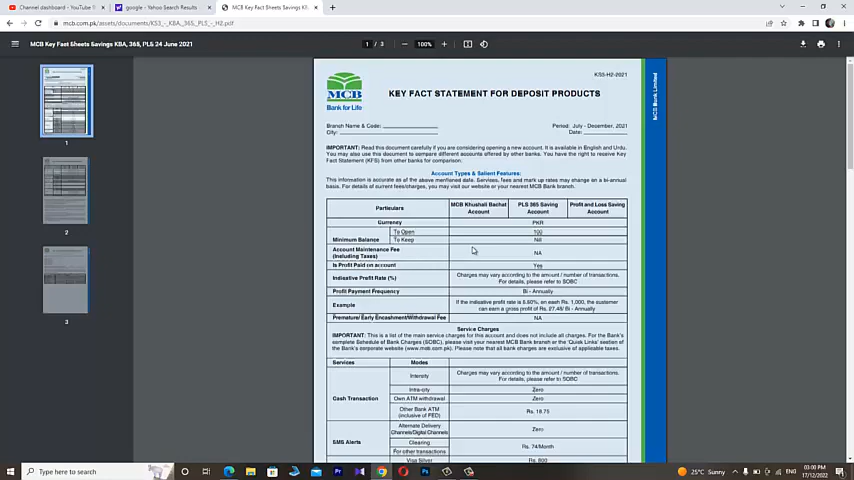 Channel dashboard - YouTube
google - Yahoo Search Results
MCB Key Fact Sheets Savings KB
mcb.com.pk/assets/documents/KS3_-_KBA,_365,_PLS_-_H2.pdf
MCB Key Fact Sheets Savings KBA, 365, PLS 24 June 2021
1 / 3
100%
1
2
3
KS3-H2-2021
MCB
Bank for Life
KEY FACT STATEMENT FOR DEPOSIT PRODUCTS
MCB Bank Limited
Branch Name & Code:
Period: July - December, 2021
City:
Date:
IMPORTANT: Read this document carefully if you are considering opening a new account. It is available in English and Urdu.
You may also use this document to compare different accounts offered by other banks. You have the right to receive Key
Fact Statement (KFS) from other banks for comparison.
Account Types & Salient Features:
This information is accurate as of the above mentioned date. Services, fees and mark up rates may change on a bi-annual
basis. For details of current fees/charges, you may visit our website or your nearest MCB Bank branch.
Particulars
MCB Khushali Bachat Account
PLS 365 Saving Account
Profit and Loss Saving Account
Currency
PKR
Minimum Balance
To Open
100
To Keep
Nil
Account Maintenance Fee
(Including Taxes)
NA
Is Profit Paid on account
Yes
Indicative Profit Rate (%)
Charges may vary according to the amount / number of transactions.
For details, please refer to SOBC
Profit Payment Frequency
Bi - Annually
Example
If the indicative profit rate is 5.50%, on each Rs. 1,000, the customer
can earn a gross profit of Rs. 27.48/ Bi - Annually
Premature/ Early Encashment/Withdrawal Fee
NA
Service Charges
IMPORTANT: This is a list of the main service charges for this account and does not include all charges. For the Bank's
complete Schedule of Bank Charges (SOBC), please visit your nearest MCB Bank branch or the 'Quick Links' section of
the Bank's corporate website (www.mcb.com.pk). Please note that all bank charges are exclusive of applicable taxes.
Services
Modes
Cash Transaction
Intercity
Charges may vary according to the amount / number of transactions.
For details, please refer to SOBC
Intra-city
Zero
Own ATM withdrawal
Zero
Other Bank ATM
(inclusive of FED)
Rs. 18.75
SMS Alerts
Alternate Delivery
Channels/Digital Channels
Zero
Clearing
For other transactions
Rs. 74/Month
Visa Silver
Rs. 800
Type here to search
25°C Sunny
ENG
03:00 PM
17/12/2022